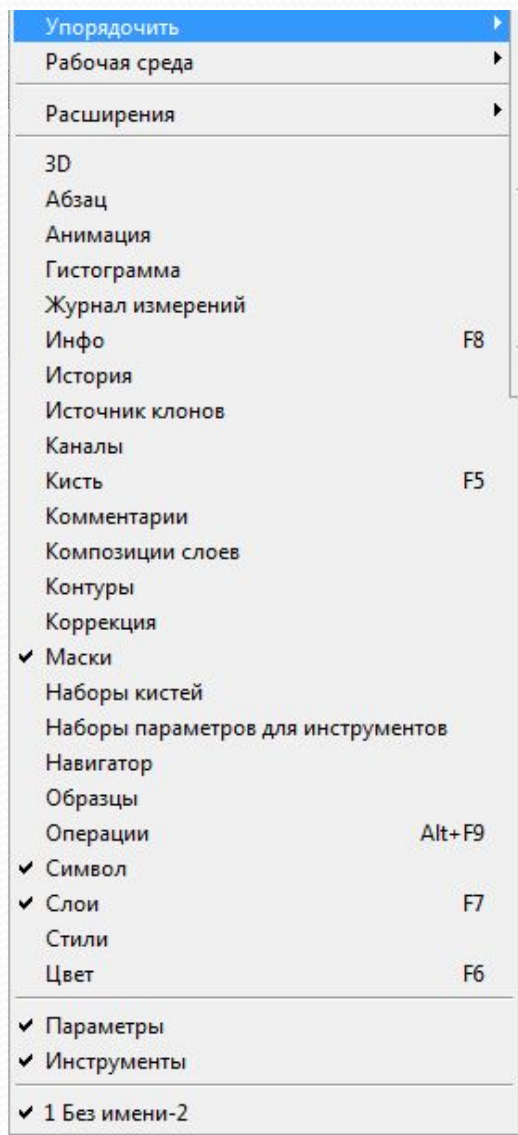 Упорядочить
Рабочая среда
Расширения
3D
Абзац
Анимация
Гистограмма
Журнал измерений
Инфо F8
История
Источник клонов
Каналы
Кисть F5
Комментарии
Композиции слоев
Контуры
Коррекция
Маски
Наборы кистей
Наборы параметров для инструментов
Навигатор
Образцы
Операции Alt+F9
Символ
Слои F7
Стили
Цвет F6
Параметры
Инструменты
1 Без имени-2